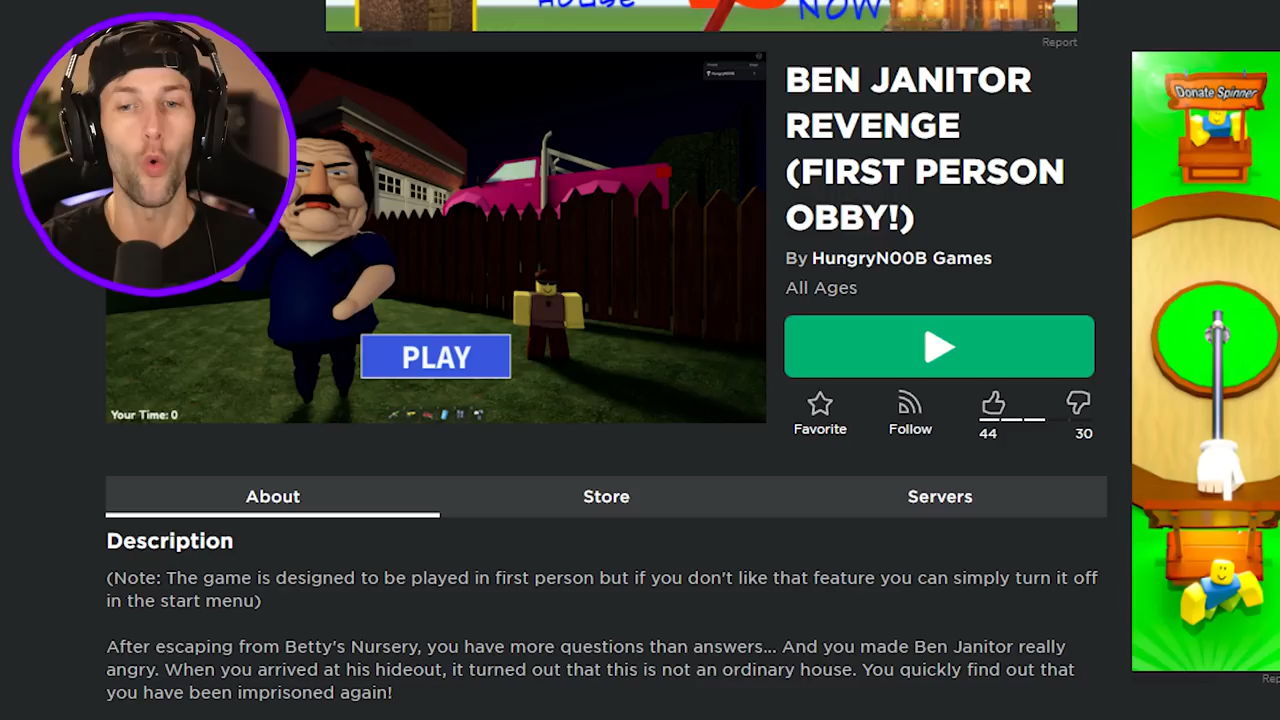 HOUSE
NOW
Report
Donate Spinner
BEN JANITOR
REVENGE
(FIRST PERSON
OBBY!)
By HungryN00B Games
All Ages
PLAY
Your Time: 0
Favorite
Follow
44
30
About
Store
Servers
Description
(Note: The game is designed to be played in first person but if you don't like that feature you can simply turn it off
in the start menu)
After escaping from Betty's Nursery, you have more questions than answers... And you made Ben Janitor really
angry. When you arrived at his hideout, it turned out that this is not an ordinary house. You quickly find out that
you have been imprisoned again!
Rep